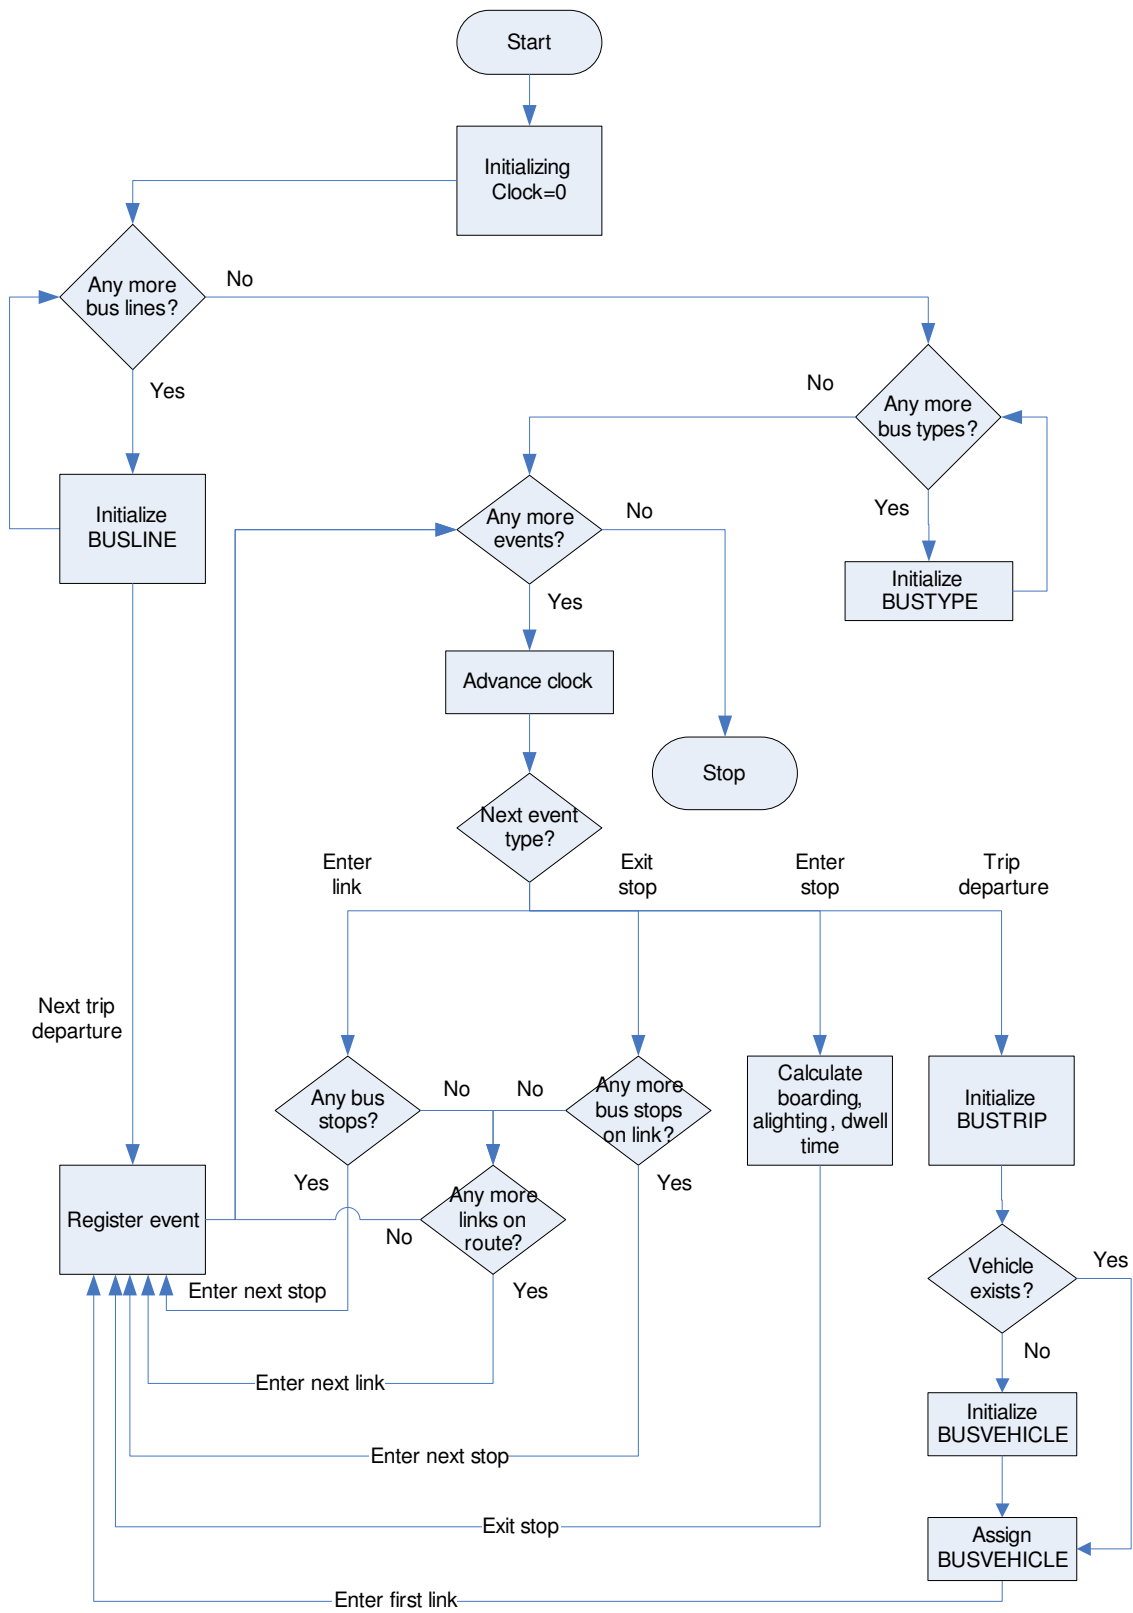 Start
Initializing
Clock=0
Any more
bus lines?
No
Yes
No
Any more
bus types?
Yes
Initialize
BUSTYPE
Initialize
BUSLINE
Any more
events?
No
Yes
Advance clock
Stop
Next event
type?
Enter
link
Exit
stop
Enter
stop
Trip
departure
Next trip
departure
Any bus
stops?
No
No
Any more
bus stops
on link?
Calculate
boarding,
alighting, dwell
time
Initialize
BUSTRIP
Yes
Yes
Register event
Any more
links on
route?
No
Yes
Vehicle
exists?
Yes
No
Enter next stop
Enter next link
Initialize
BUSVEHICLE
Enter next stop
Exit stop
Assign
BUSVEHICLE
Enter first link